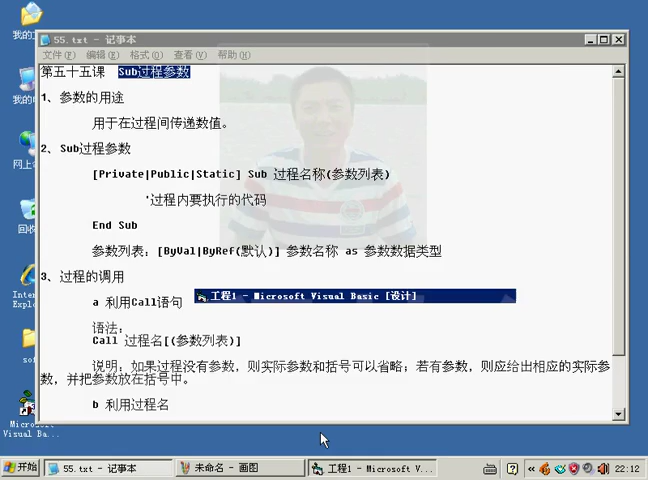 55.txt - 记事本
文件(F) 编辑(E) 格式(O) 查看(V) 帮助(H)
第五十五课 Sub过程参数
1、参数的用途
用于在过程间传递数值。
2、Sub过程参数
[Private|Public|Static] Sub 过程名称(参数列表)
'过程内要执行的代码
End Sub
参数列表：[ByVal|ByRef(默认)] 参数名称 as 参数数据类型
3、过程的调用
a 利用Call语句
工程1 - Microsoft Visual Basic [设计]
语法：
Call 过程名[(参数列表)]
说明：如果过程没有参数，则实际参数和括号可以省略；若有参数，则应给出相应的实际参
数，并把参数放在括号中。
b 利用过程名
我的
我的
网上
回收
Inter
Explo
sof
Micros
Visual Ba...
开始
55.txt - 记事本
未命名 - 画图
工程1 - Microsoft V...
22:12